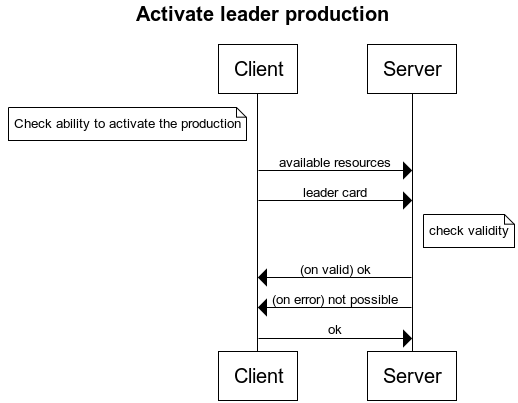 Activate leader production
Client
Server
Check ability to activate the production
available resources
leader card
check validity
(on valid) ok
(on error) not possible
ok
Client
Server